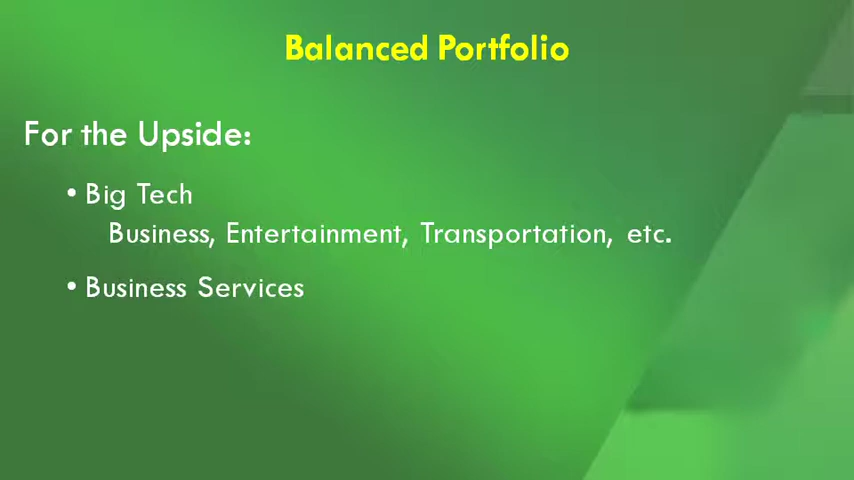 Balanced Portfolio
For the Upside:
• Big Tech
Business, Entertainment, Transportation, etc.
• Business Services